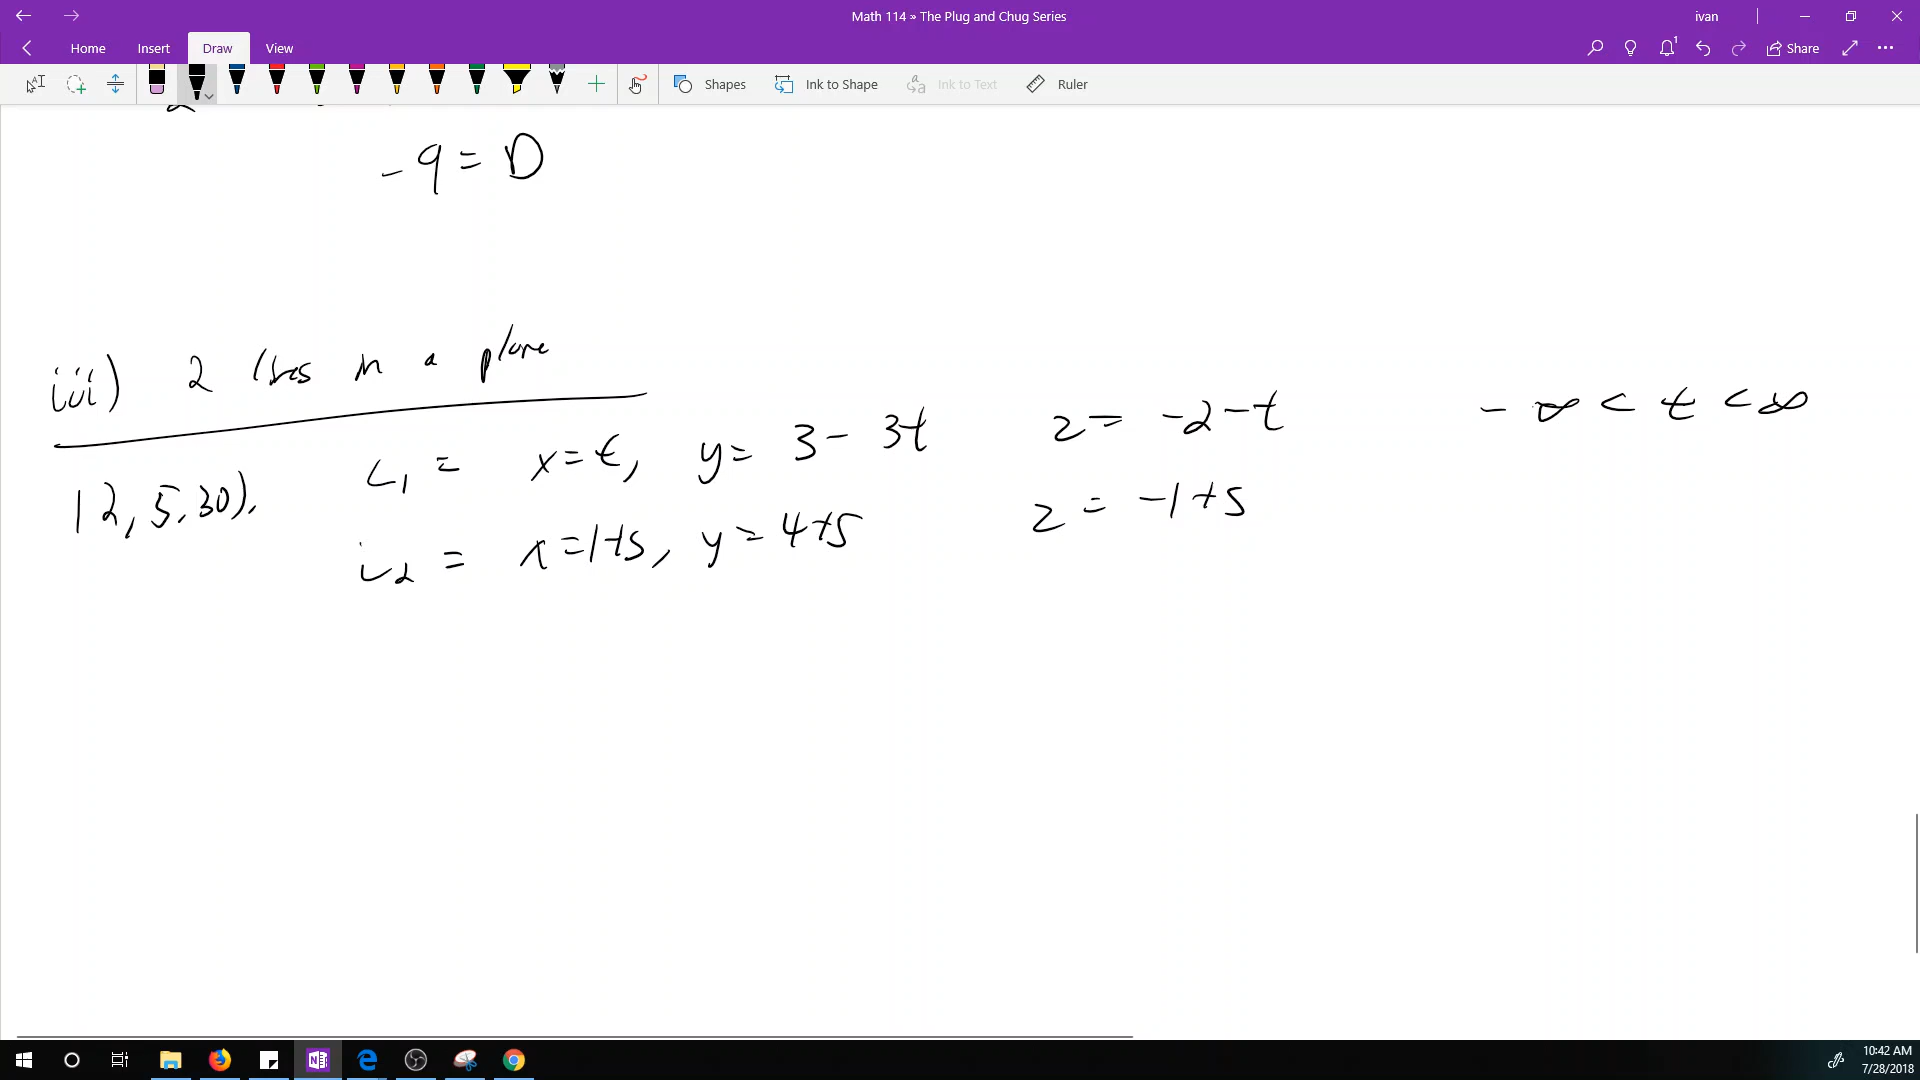 Math 114 » The Plug and Chug Series
ivan
Home Insert Draw View
1
Share
Shapes Ink to Shape Ink to Text Ruler
2
-9 = D
iii) 2 lines in a plane
L1 = x=t, y= 3- 3t z= -2-t -∞ < t < ∞
12, 5.30).
L2 = x=1+s, y= 4+s z = -1+s
10:42 AM
7/28/2018